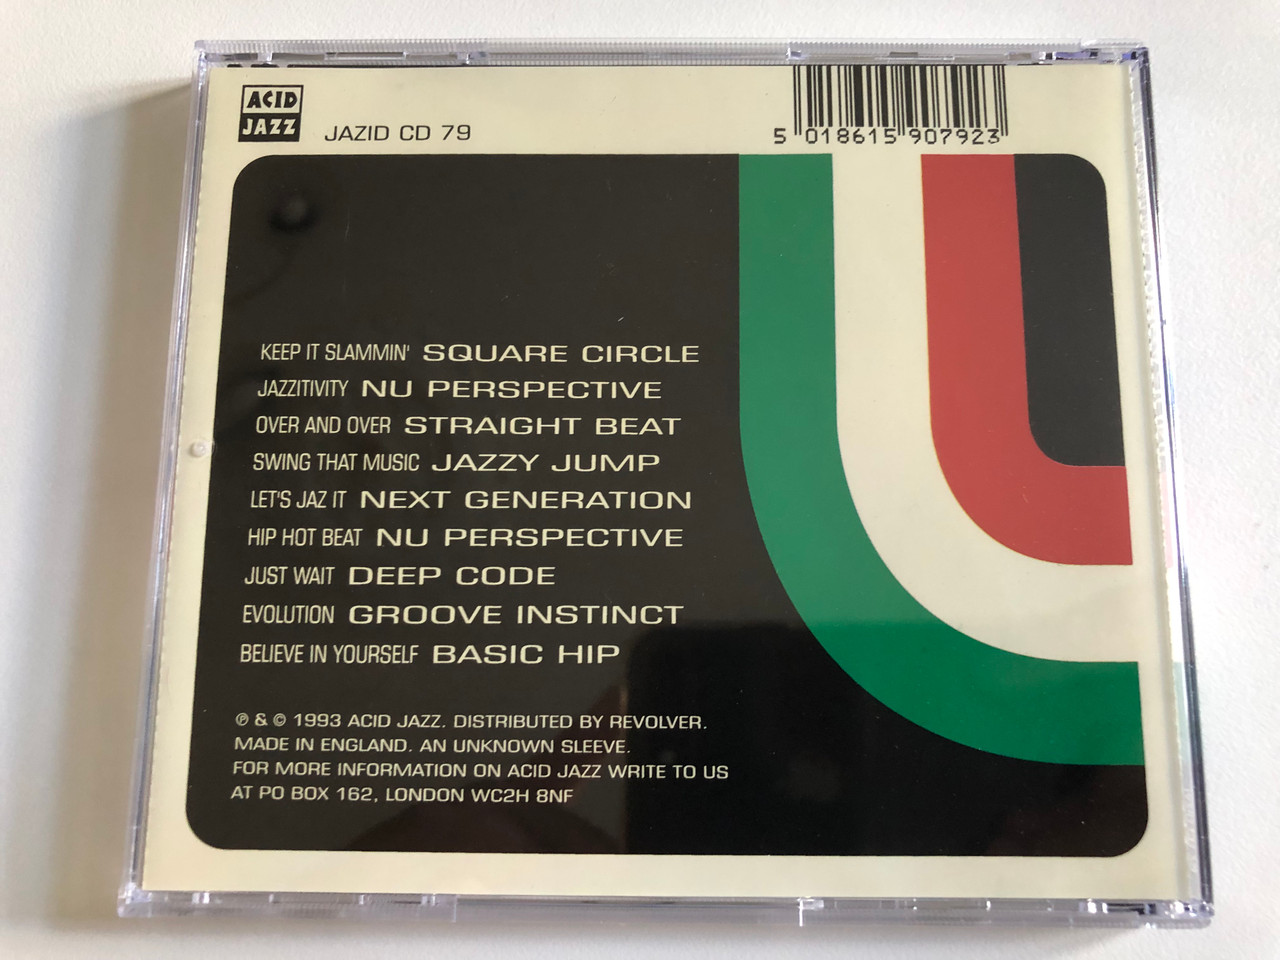 ACID
JAZZ
JAZID CD 79
5 018615 907923
KEEP IT SLAMMIN' SQUARE CIRCLE
JAZZITIVITY NU PERSPECTIVE
OVER AND OVER STRAIGHT BEAT
SWING THAT MUSIC JAZZY JUMP
LET'S JAZ IT NEXT GENERATION
HIP HOT BEAT NU PERSPECTIVE
JUST WAIT DEEP CODE
EVOLUTION GROOVE INSTINCT
BELIEVE IN YOURSELF BASIC HIP
℗ & © 1993 ACID JAZZ. DISTRIBUTED BY REVOLVER.
MADE IN ENGLAND. AN UNKNOWN SLEEVE.
FOR MORE INFORMATION ON ACID JAZZ WRITE TO US
AT PO BOX 162, LONDON WC2H 8NF